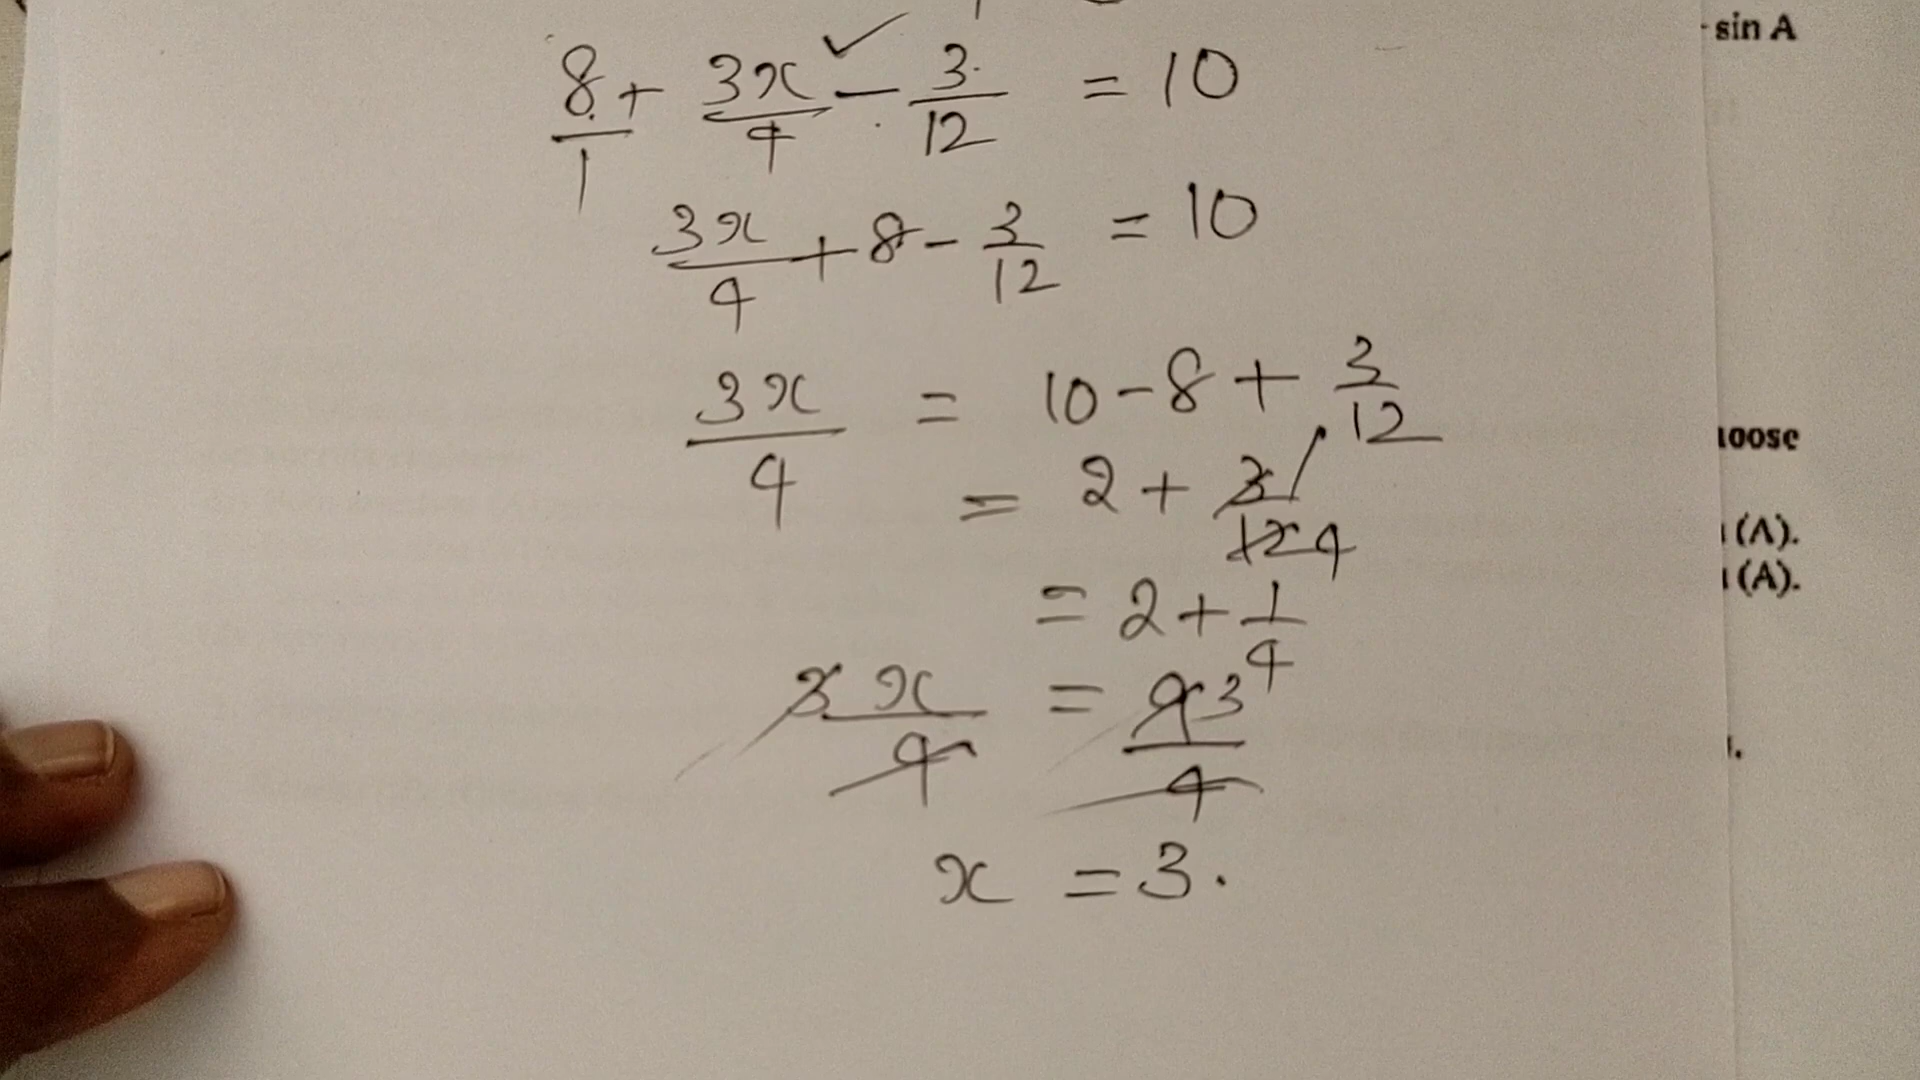 - sin A
8/1 + 3x/4 - 3/12 = 10
3x/4 + 8 - 3/12 = 10
3x/4 = 10 - 8 + 3/12
= 2 + 3/12 4
= 2 + 1/4
3x/4 = 9 3/4
x = 3.
(A).
(A).